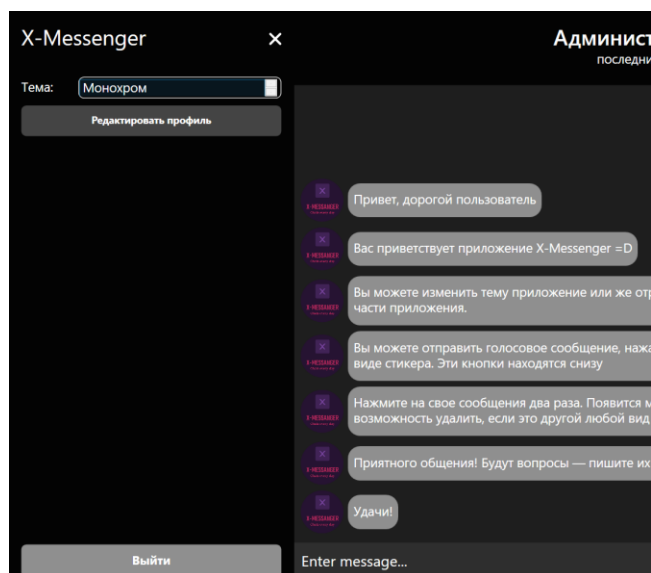 X-Messenger
Админист
последни
Тема:
Монохром
Редактировать профиль
Привет, дорогой пользователь
Вас приветствует приложение X-Messenger =D
Вы можете изменить тему приложение или же отр
части приложения.
Вы можете отправить голосовое сообщение, нажа
виде стикера. Эти кнопки находятся снизу
Нажмите на свое сообщения два раза. Появится м
возможность удалить, если это другой любой вид
Приятного общения! Будут вопросы — пишите их
Удачи!
Выйти
Enter message...